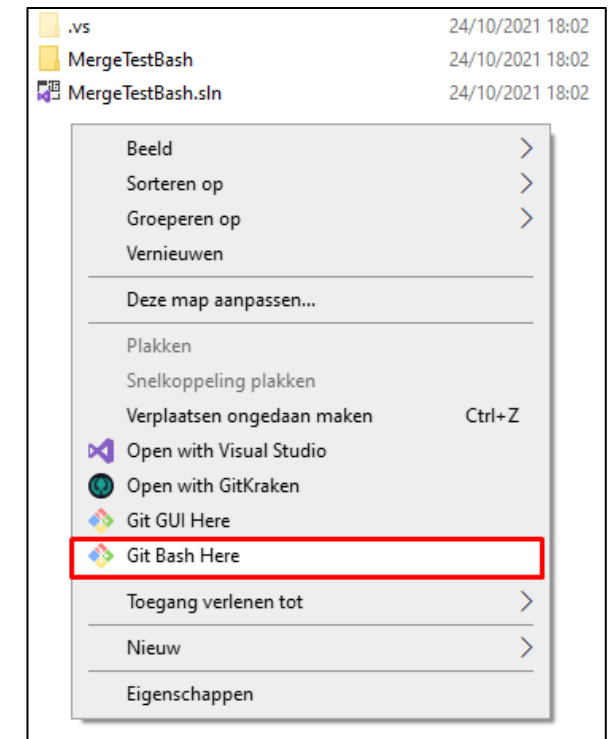 .vs 24/10/2021 18:02
MergeTestBash 24/10/2021 18:02
MergeTestBash.sln 24/10/2021 18:02
Beeld
Sorteren op
Groeperen op
Vernieuwen
Deze map aanpassen...
Plakken
Snelkoppeling plakken
Verplaatsen ongedaan maken Ctrl+Z
Open with Visual Studio
Open with GitKraken
Git GUI Here
Git Bash Here
Toegang verlenen tot
Nieuw
Eigenschappen